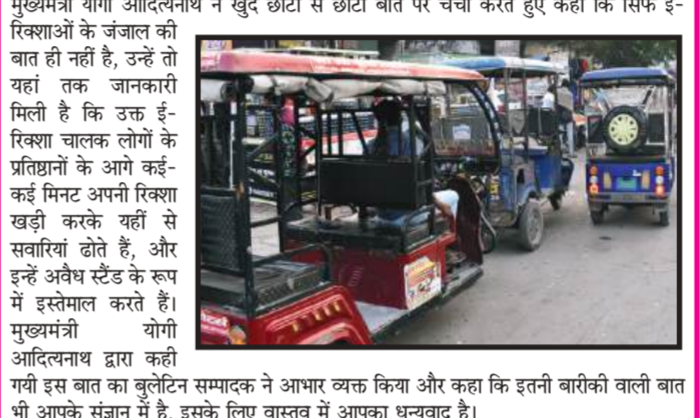 मुख्यमंत्री योगी आदित्यनाथ ने खुद छोटी से छोटी बात पर चर्चा करते हुए कहा कि सिर्फ ई-
रिक्शाओं के जंजाल की
बात ही नहीं है, उन्हें तो
यहां तक जानकारी
मिली है कि उक्त ई-
रिक्शा चालक लोगों के
प्रतिष्ठानों के आगे कई-
कई मिनट अपनी रिक्शा
खड़ी करके यहीं से
सवारियां ढोते हैं, और
इन्हें अवैध स्टैंड के रूप
में इस्तेमाल करते हैं।
मुख्यमंत्री योगी
आदित्यनाथ द्वारा कही
गयी इस बात का बुलेटिन सम्पादक ने आभार व्यक्त किया और कहा कि इतनी बारीकी वाली बात
भी आपके संज्ञान में है, इसके लिए वास्तव में आपका धन्यवाद है।